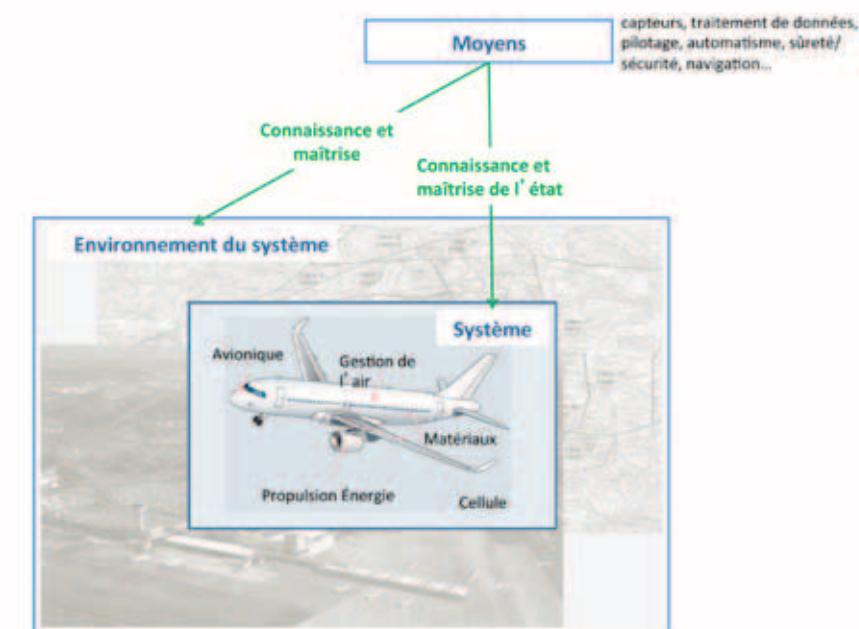 Moyens
capteurs, traitement de données,
pilotage, automatisme, sûreté/
sécurité, navigation...
Connaissance et
maîtrise
Connaissance et
maîtrise de l' état
Environnement du système
Système
Avionique
Gestion de
l' air
Matériaux
Propulsion Énergie
Cellule